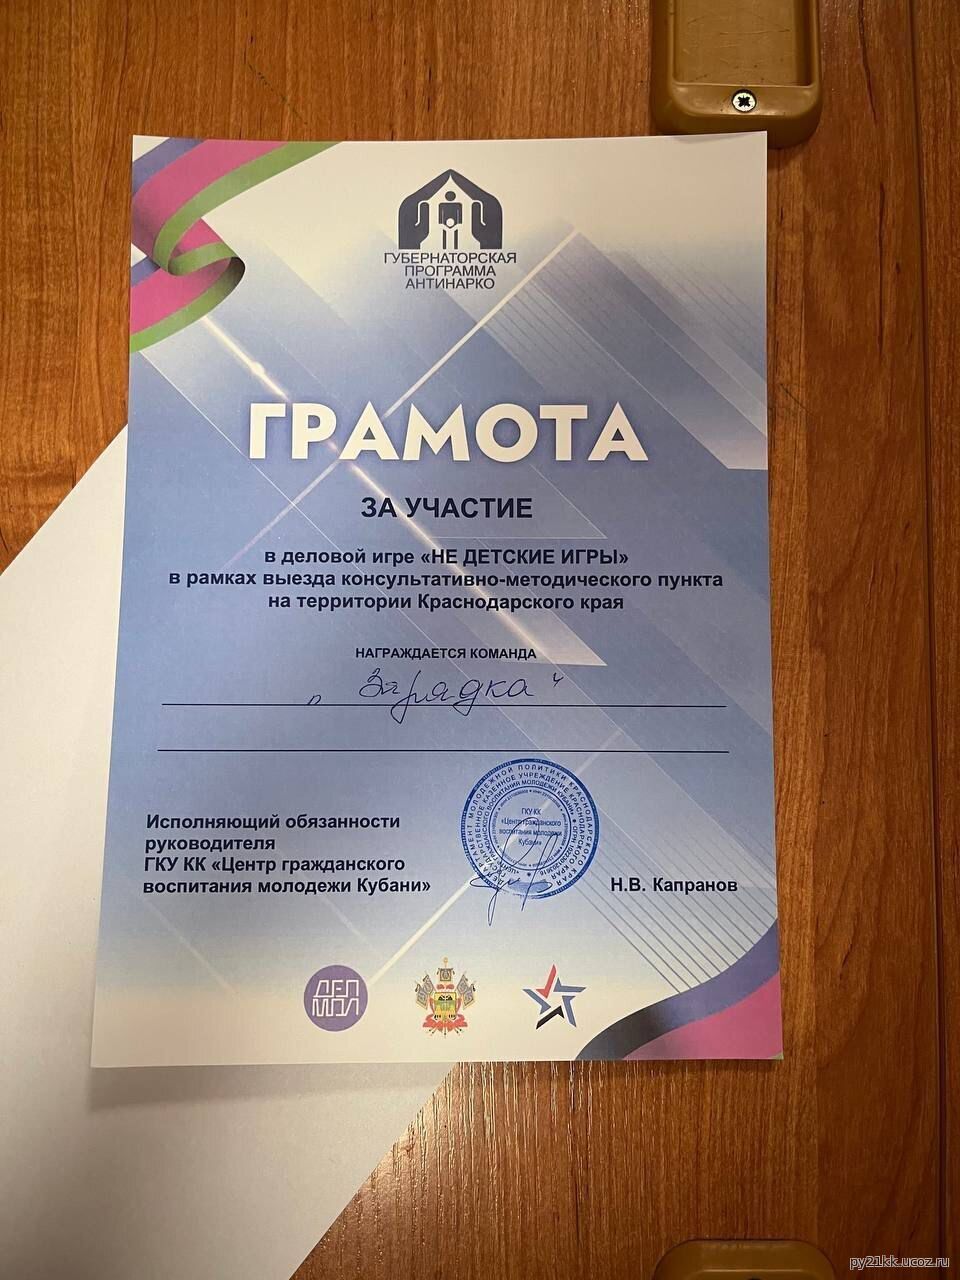 ГУБЕРНАТОРСКАЯ
ПРОГРАММА
АНТИНАРКО
ГРАМОТА
ЗА УЧАСТИЕ
в деловой игре «НЕ ДЕТСКИЕ ИГРЫ»
в рамках выезда консультативно-методического пункта
на территории Краснодарского края
НАГРАЖДАЕТСЯ КОМАНДА
„ Зарядка “
Исполняющий обязанности
руководителя
ГКУ КК «Центр гражданского
воспитания молодежи Кубани»
ГКУ КК
«Центр гражданского
воспитания молодежи
Кубани»
Н.В. Капранов
ДЕП
МОЛ
py21kk.ucoz.ru